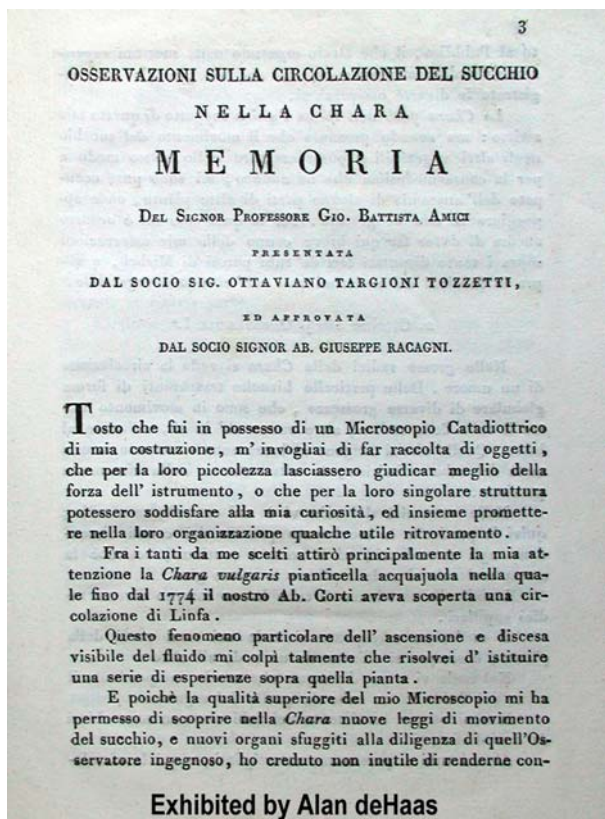 3
OSSERVAZIONI SULLA CIRCOLAZIONE DEL SUCCHIO
NELLA CHARA
MEMORIA
DEL SIGNOR PROFESSORE GIO. BATTISTA AMICI
PRESENTATA
DAL SOCIO SIG. OTTAVIANO TARGIONI TOZZETTI,
ED APPROVATA
DAL SOCIO SIGNOR AB. GIUSEPPE RACAGNI.
Tosto che fui in possesso di un Microscopio Catadiottrico
di mia costruzione, m' invogliai di far raccolta di oggetti,
che per la loro piccolezza lasciassero giudicar meglio della
forza dell' istrumento, o che per la loro singolare struttura
potessero soddisfare alla mia curiosità, ed insieme promette-
re nella loro organizzazione qualche utile ritrovamento.
Fra i tanti da me scelti attirò principalmente la mia at-
tenzione la Chara vulgaris pianticella acquajuola nella qua-
le fino dal 1774 il nostro Ab. Corti aveva scoperta una cir-
colazione di Linfa.
Questo fenomeno particolare dell' ascensione e discesa
visibile del fluido mi colpì talmente che risolvei d' istituire
una serie di esperienze sopra quella pianta.
E poichè la qualità superiore del mio Microscopio mi ha
permesso di scoprire nella Chara nuove leggi di movimento
del succhio, e nuovi organi sfuggiti alla diligenza di quell'Os-
servatore ingegnoso, ho creduto non inutile di renderne con-
Exhibited by Alan deHaas